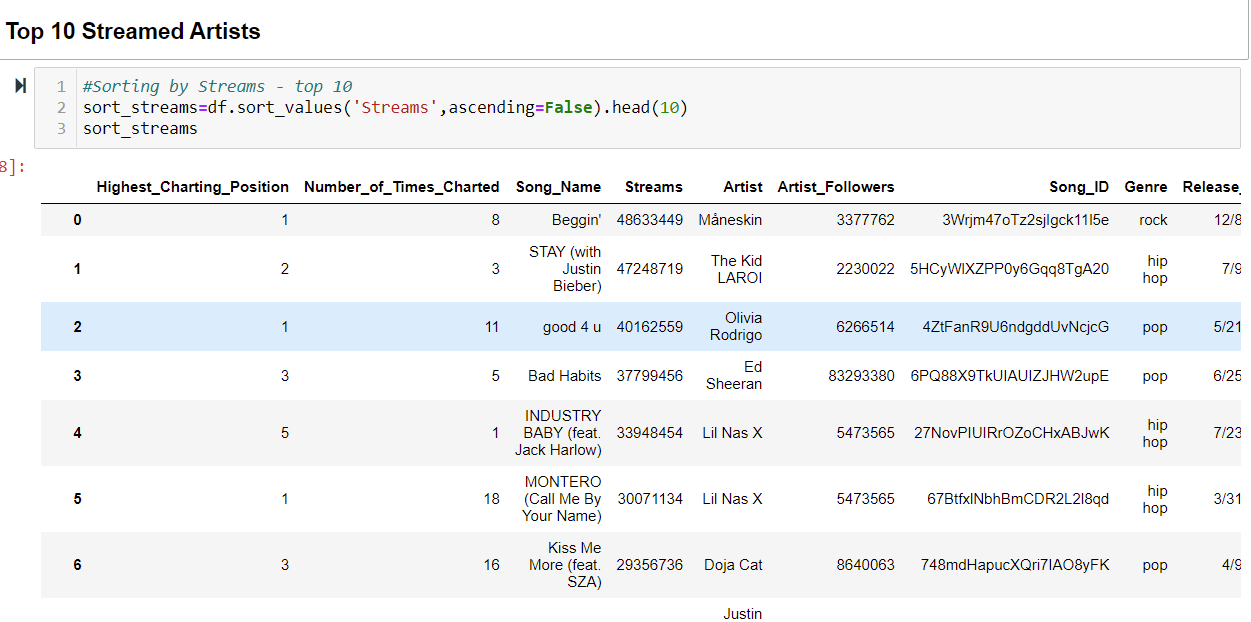 Top 10 Streamed Artists
1 #Sorting by Streams - top 10
2 sort_streams=df.sort_values('Streams',ascending=False).head(10)
3 sort_streams
8]:
Highest_Charting_Position Number_of_Times_Charted Song_Name Streams Artist Artist_Followers Song_ID Genre Release_
0 1 8 Beggin' 48633449 Måneskin 3377762 3Wrjm47oTz2sjIgck11l5e rock 12/8
1 2 3 STAY (with Justin Bieber) 47248719 The Kid LAROI 2230022 5HCyWlXZPP0y6Gqq8TgA20 hip hop 7/9
2 1 11 good 4 u 40162559 Olivia Rodrigo 6266514 4ZtFanR9U6ndgddUvNcjcG pop 5/21
3 3 5 Bad Habits 37799456 Ed Sheeran 83293380 6PQ88X9TkUIAUIZJHW2upE pop 6/25
4 5 1 INDUSTRY BABY (feat. Jack Harlow) 33948454 Lil Nas X 5473565 27NovPIUIRrOZoCHxABJwK hip hop 7/23
5 1 18 MONTERO (Call Me By Your Name) 30071134 Lil Nas X 5473565 67BtfxlNbhBmCDR2L2l8qd hip hop 3/31
6 3 16 Kiss Me More (feat. SZA) 29356736 Doja Cat 8640063 748mdHapucXQri7IAO8yFK pop 4/9
Justin